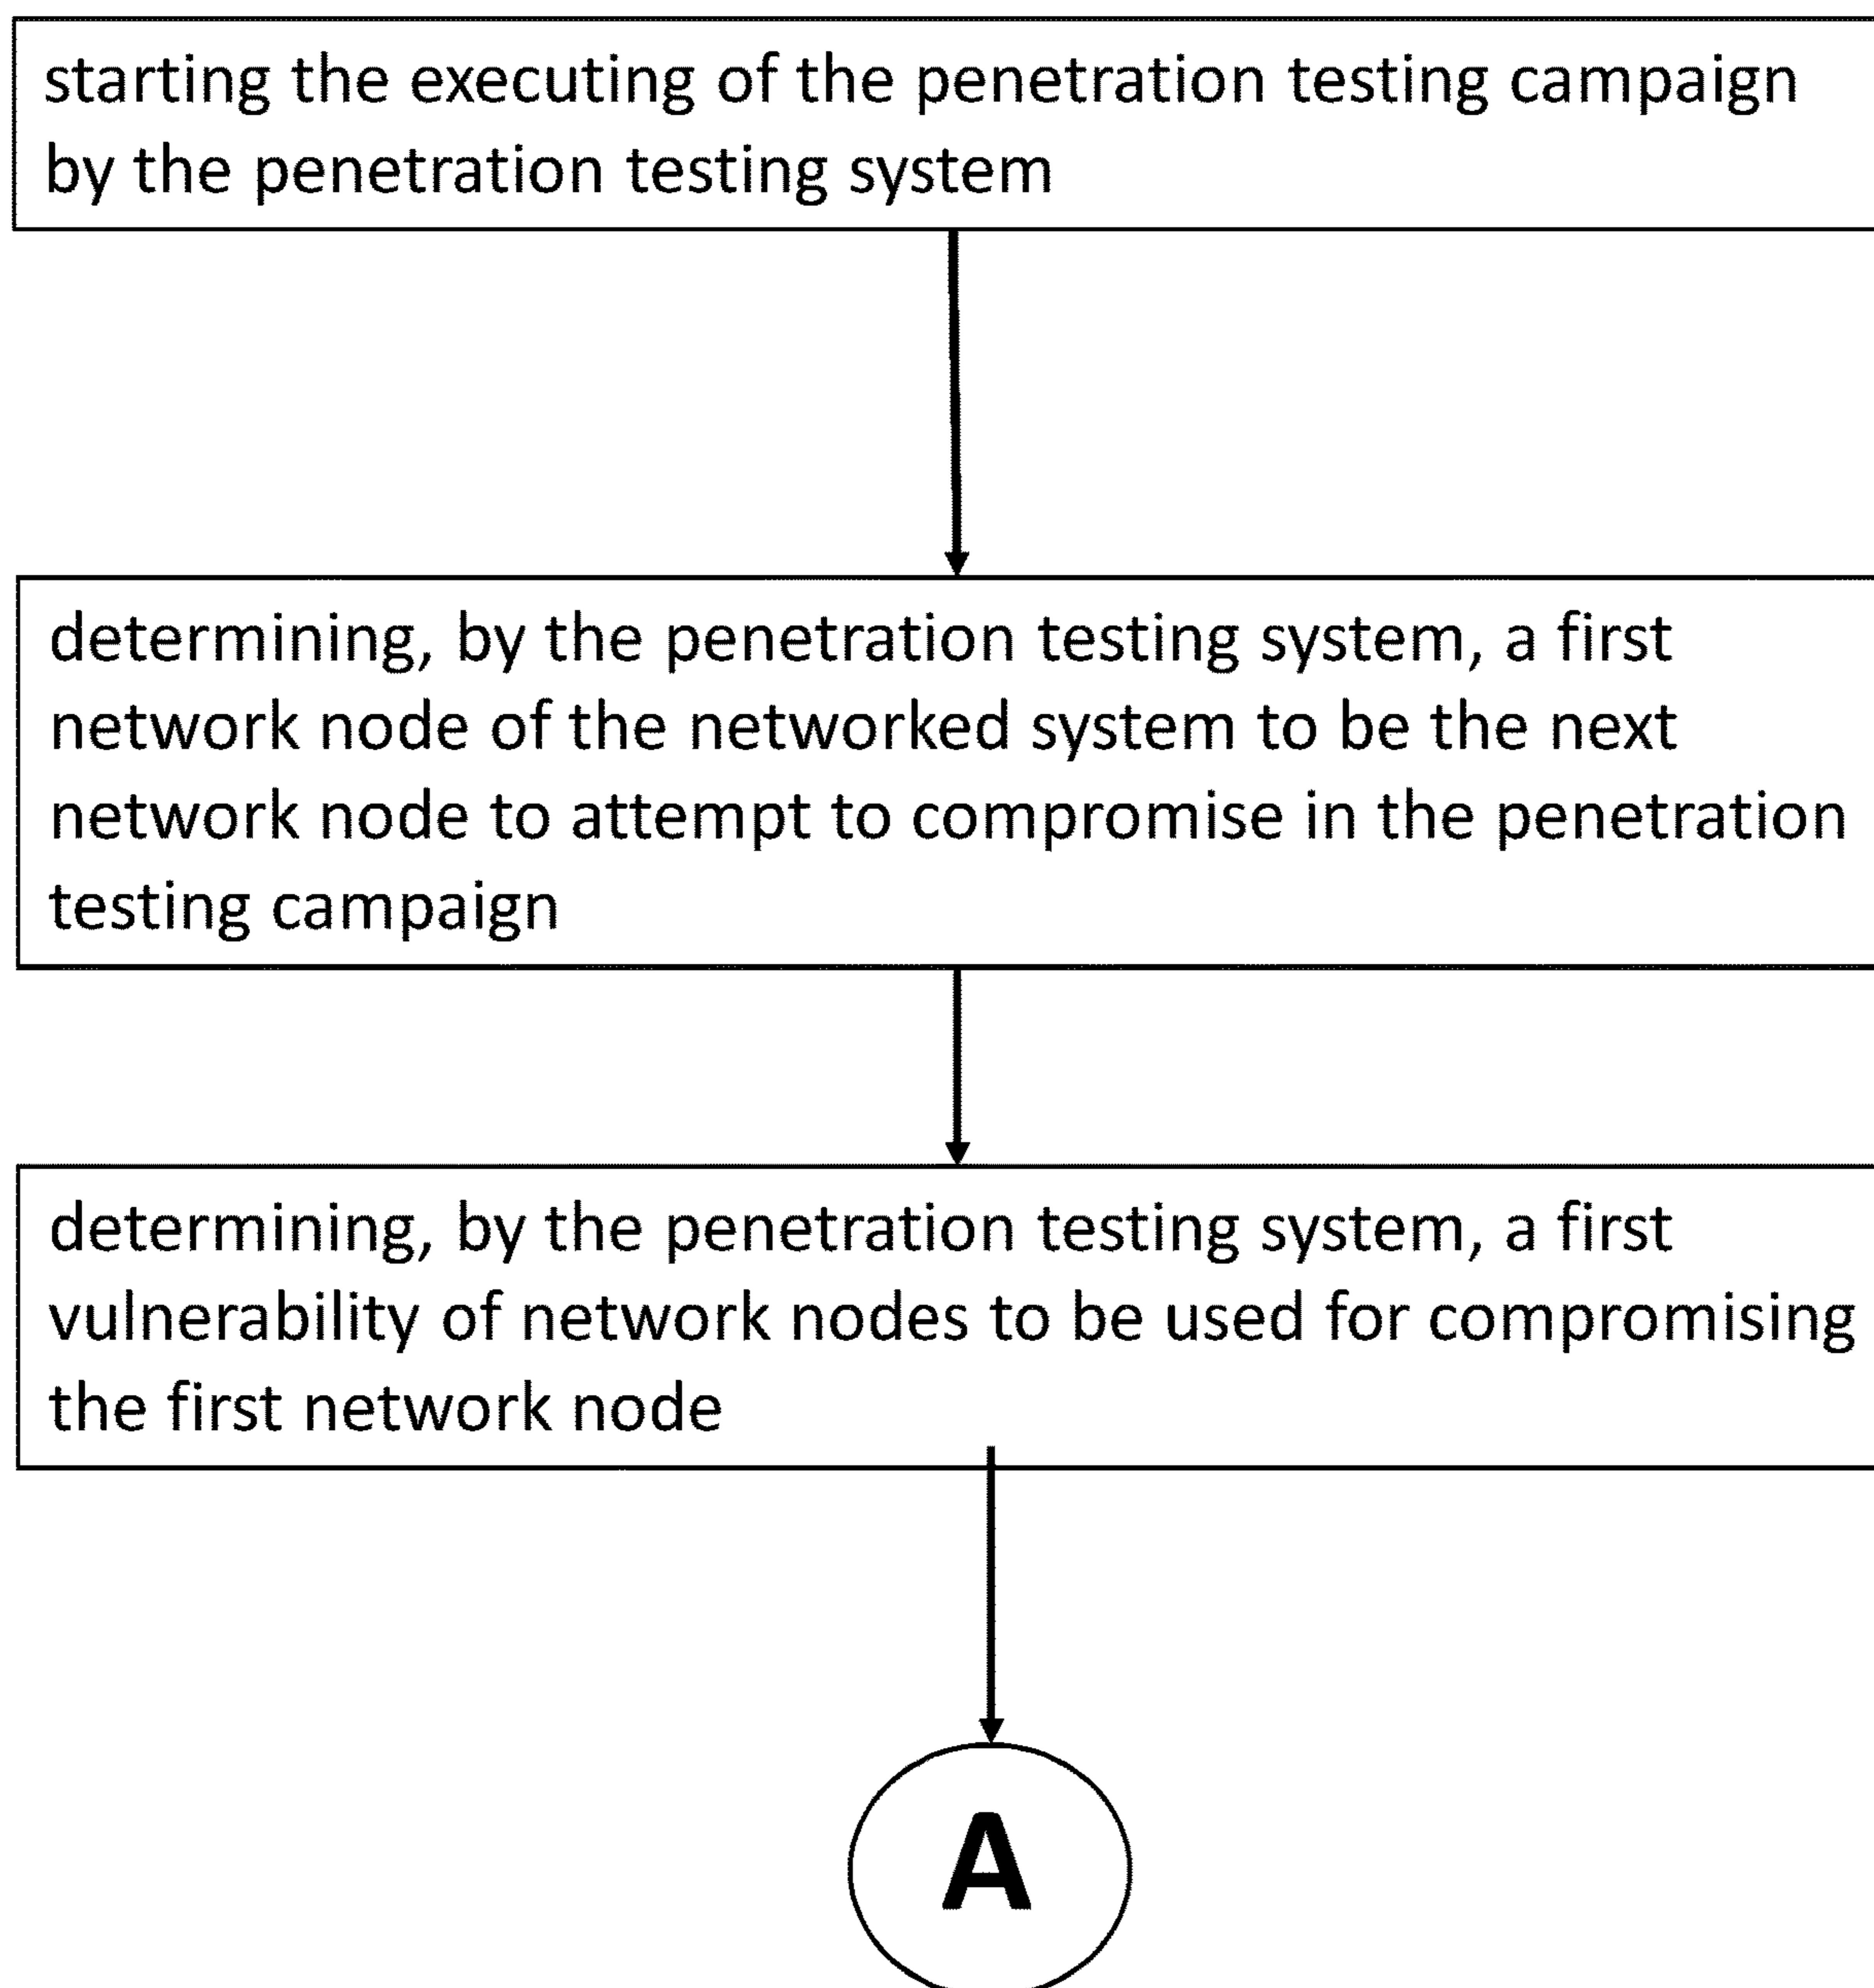 starting the executing of the penetration testing campaign
by the penetration testing system
determining, by the penetration testing system, a first
network node of the networked system to be the next
network node to attempt to compromise in the penetration
testing campaign
determining, by the penetration testing system, a first
vulnerability of network nodes to be used for compromising
the first network node
A